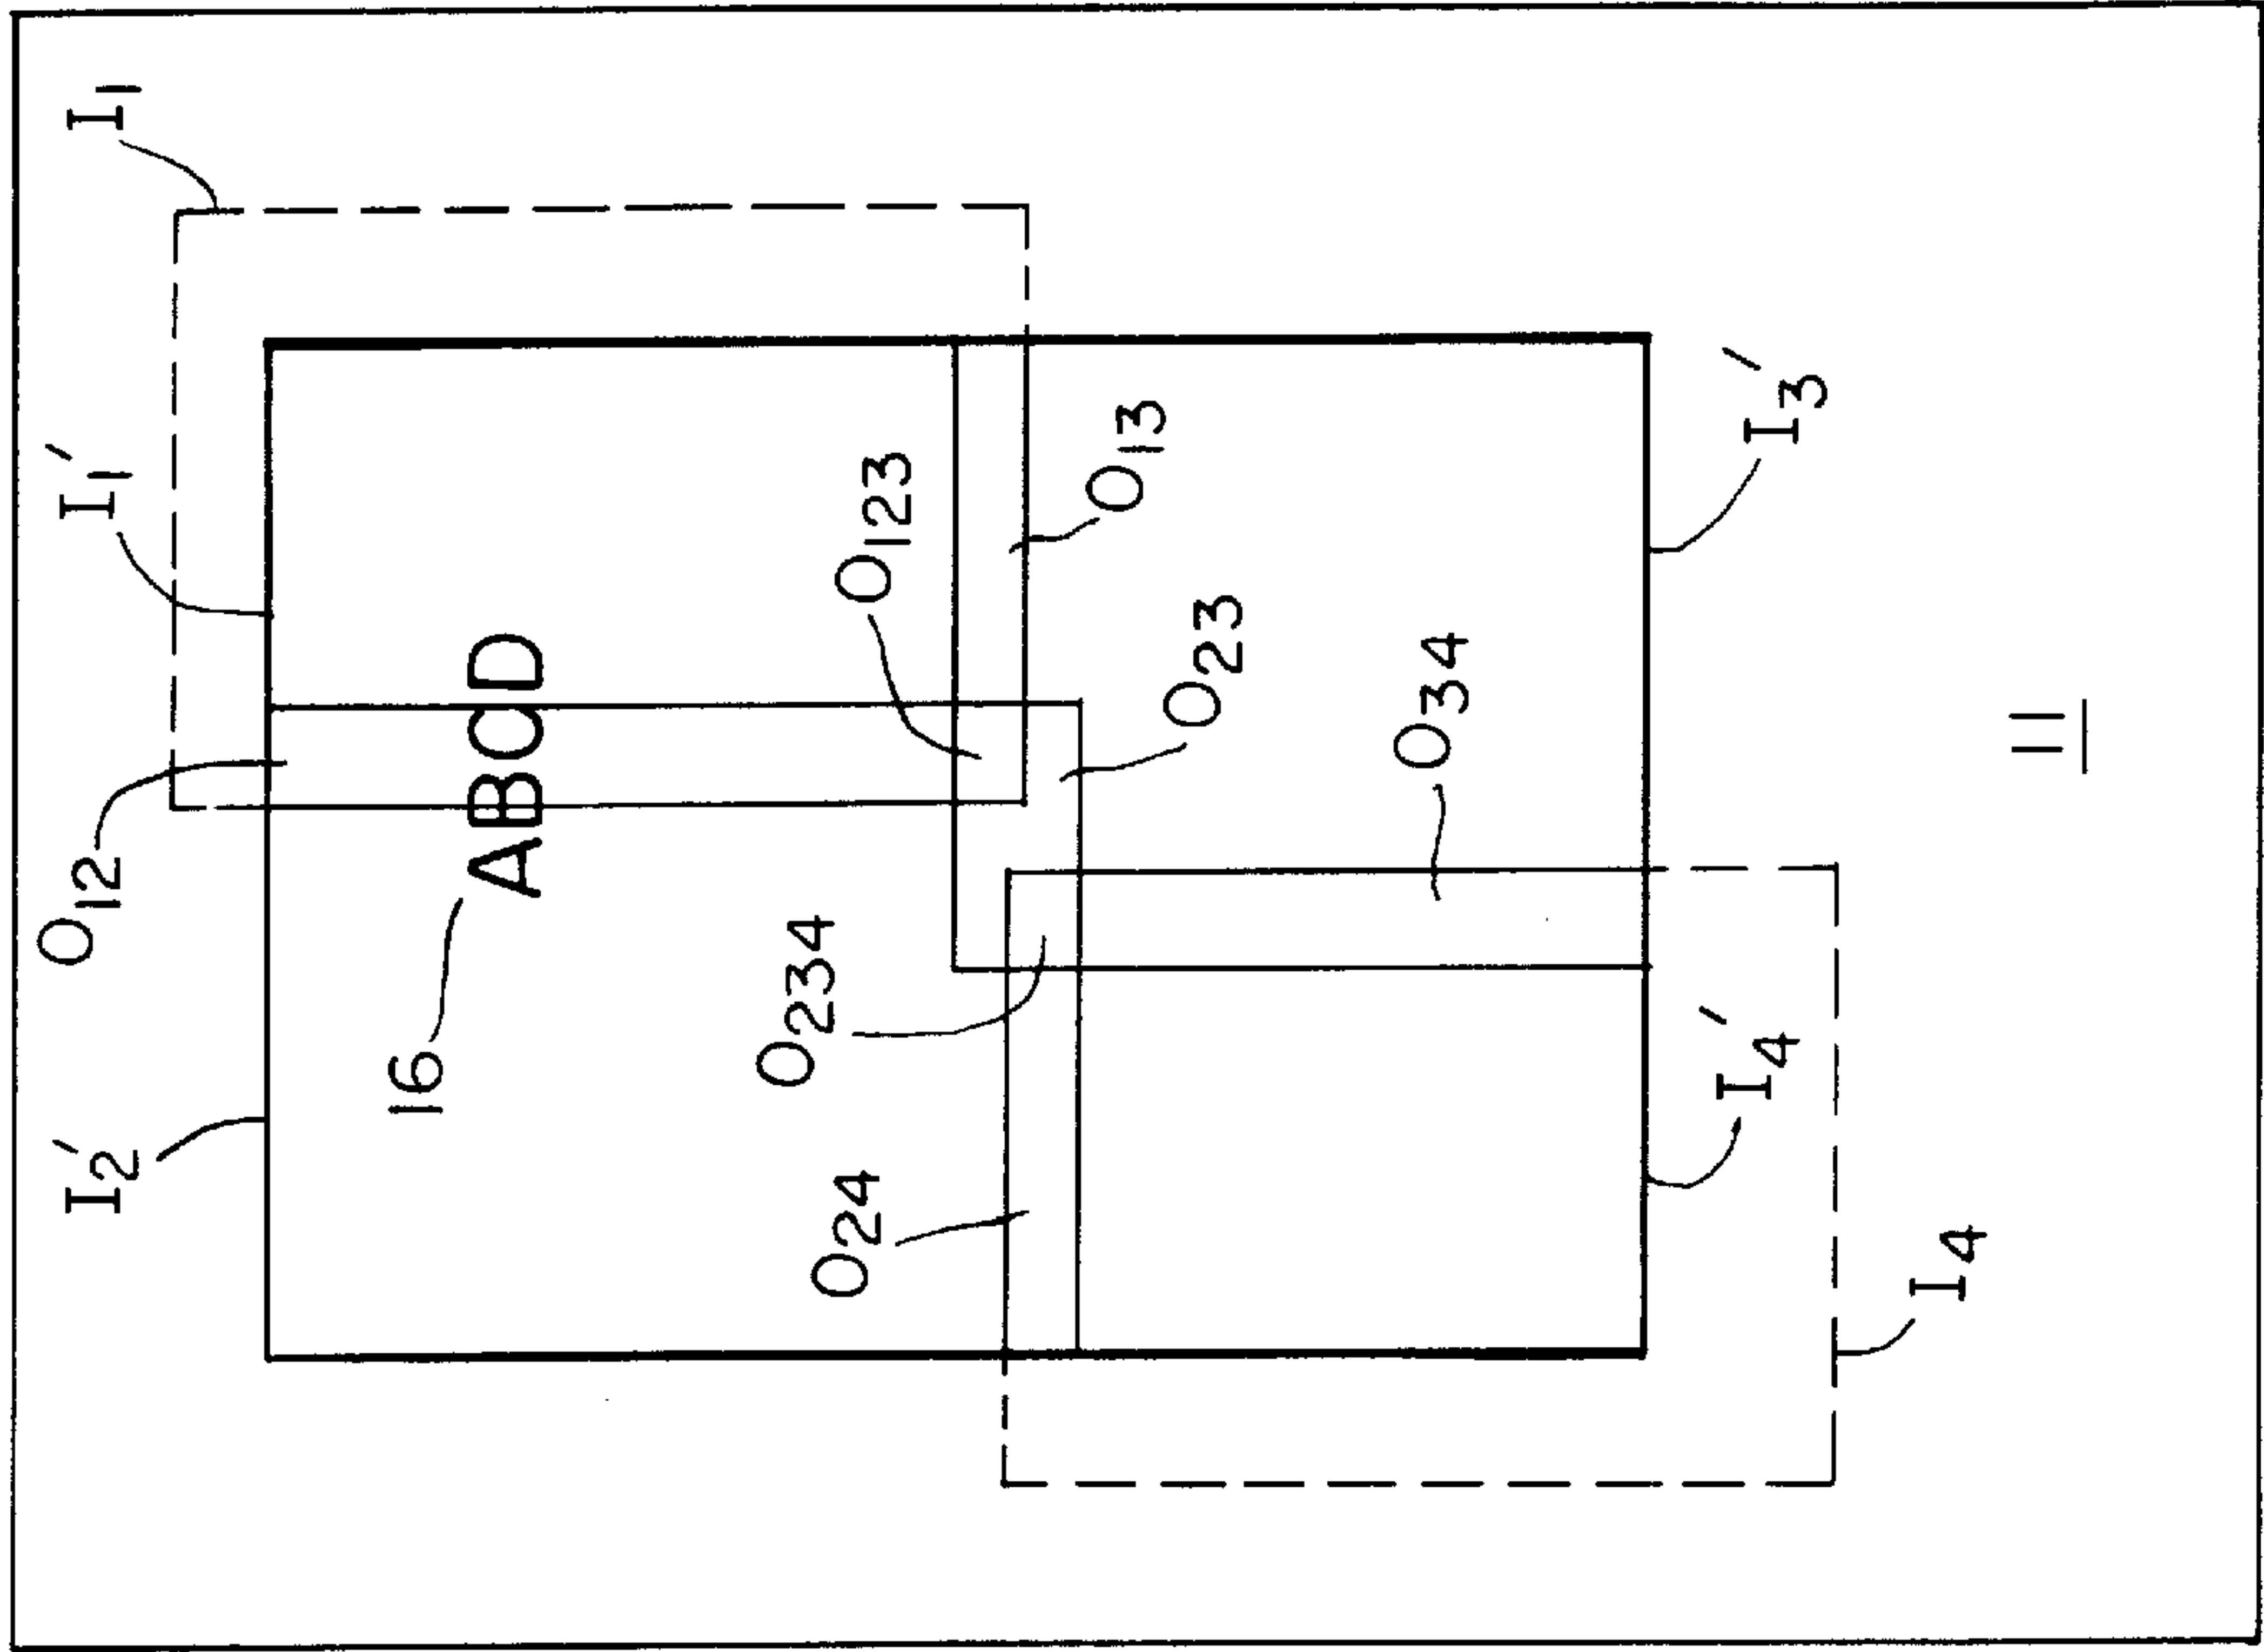 I₂'
O₁₂
I₁'
I₁
16
ABCD
O₂₄
O₂₃₄
O₁₂₃
O₁₃
O₂₃
O₃₄
I₄'
I₃'
I₄
11